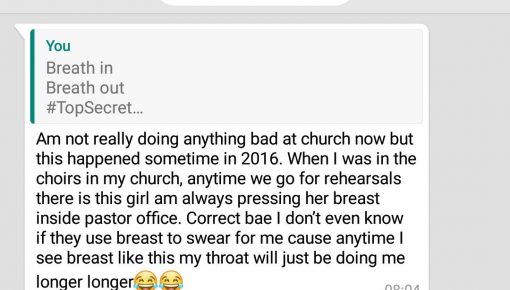 You
Breath in
Breath out
#TopSecret…
Am not really doing anything bad at church now but
this happened sometime in 2016. When I was in the
choirs in my church, anytime we go for rehearsals
there is this girl am always pressing her breast
inside pastor office. Correct bae I don't even know
if they use breast to swear for me cause anytime I
see breast like this my throat will just be doing me
longer longer😂😂
08:04